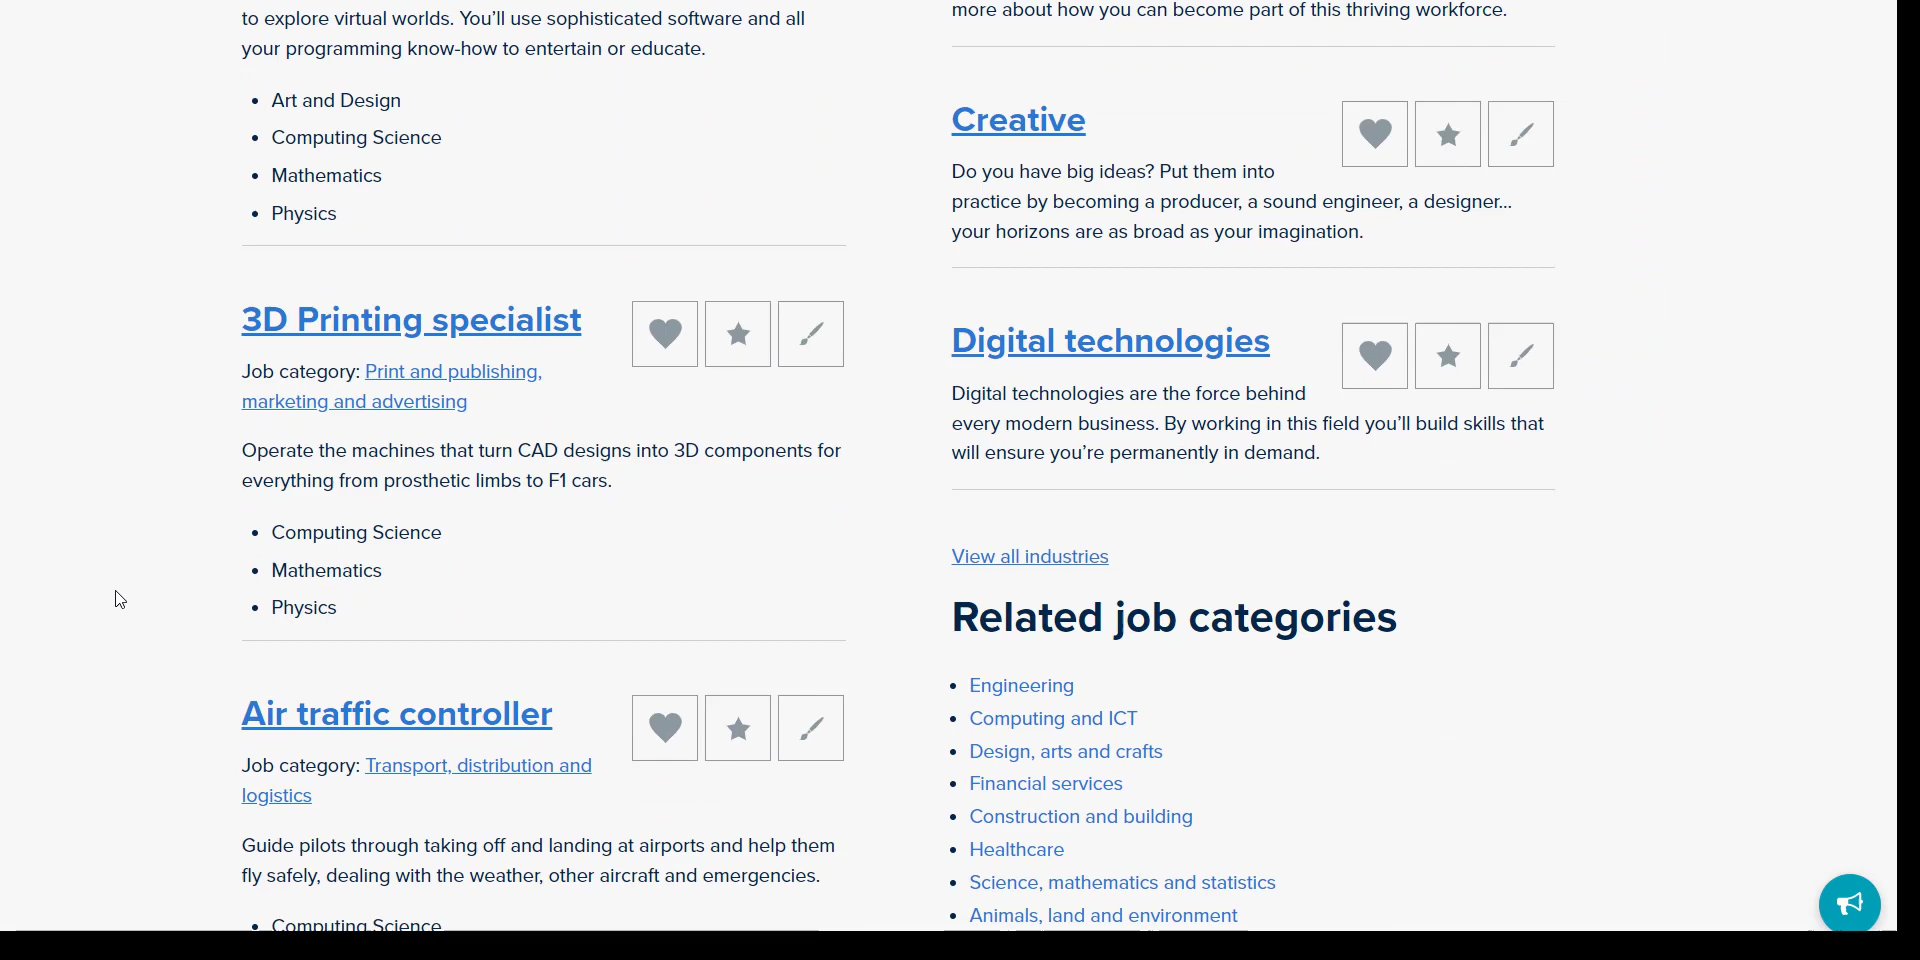 to explore virtual worlds. You'll use sophisticated software and all
your programming know-how to entertain or educate.
Art and Design
Computing Science
Mathematics
Physics
3D Printing specialist
Job category: Print and publishing,
marketing and advertising
Operate the machines that turn CAD designs into 3D components for
everything from prosthetic limbs to F1 cars.
Computing Science
Mathematics
Physics
Air traffic controller
Job category: Transport, distribution and
logistics
Guide pilots through taking off and landing at airports and help them
fly safely, dealing with the weather, other aircraft and emergencies.
Computing Science
more about how you can become part of this thriving workforce.
Creative
Do you have big ideas? Put them into
practice by becoming a producer, a sound engineer, a designer...
your horizons are as broad as your imagination.
Digital technologies
Digital technologies are the force behind
every modern business. By working in this field you'll build skills that
will ensure you're permanently in demand.
View all industries
Related job categories
Engineering
Computing and ICT
Design, arts and crafts
Financial services
Construction and building
Healthcare
Science, mathematics and statistics
Animals, land and environment